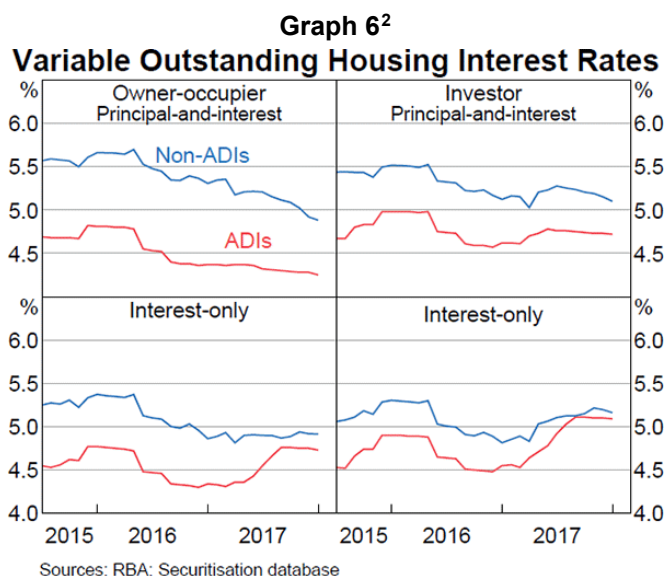 Graph 6²
Variable Outstanding Housing Interest Rates
% Owner-occupier Investor %
Principal-and-interest Principal-and-interest
6.0 6.0
Non-ADIs
5.5 5.5
5.0 5.0
ADIs
4.5 4.5
% Interest-only Interest-only %
6.0 6.0
5.5 5.5
5.0 5.0
4.5 4.5
4.0 4.0
2015 2016 2017 2015 2016 2017
Sources: RBA; Securitisation database